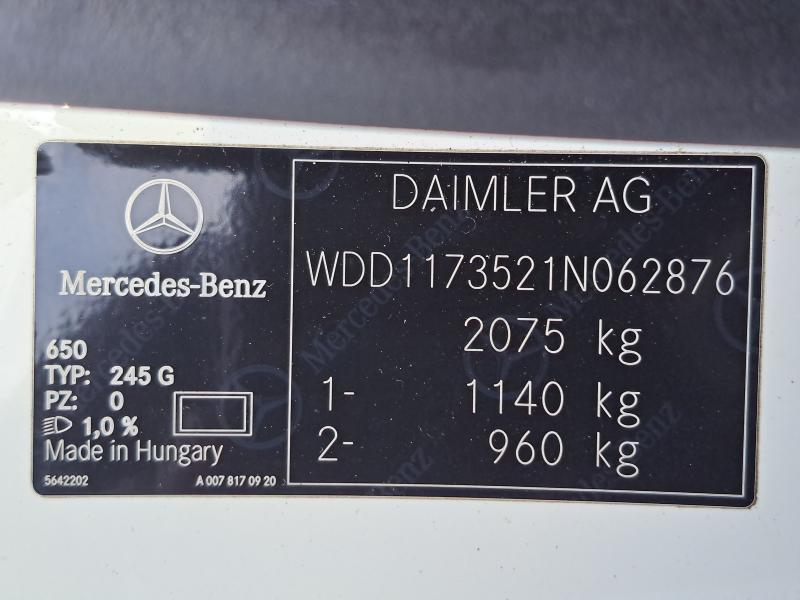 Mercedes-Benz
650
TYP: 245 G
PZ: 0
1,0 %
Made in Hungary
5642202
A 007 817 09 20
DAIMLER AG
WDD1173521N062876
2075 kg
1- 1140 kg
2- 960 kg